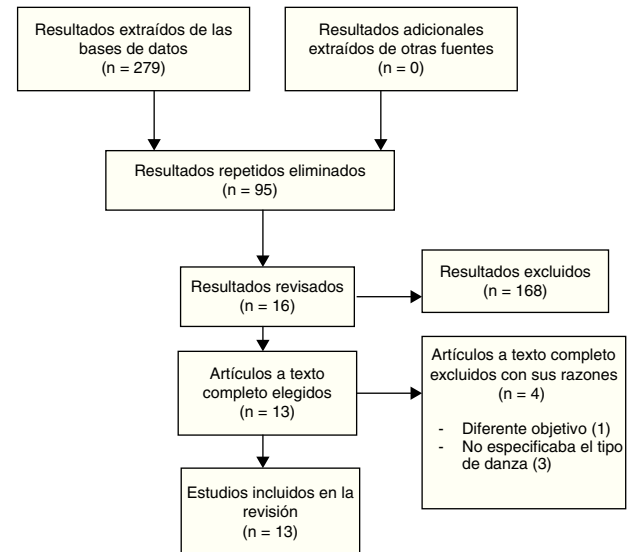 Resultados extraídos de las
bases de datos
(n = 279)
Resultados adicionales
extraídos de otras fuentes
(n = 0)
Resultados repetidos eliminados
(n = 95)
Resultados revisados
(n = 16)
Resultados excluidos
(n = 168)
Artículos a texto
completo elegidos
(n = 13)
Artículos a texto completo
excluidos con sus razones
(n = 4)
- Diferente objetivo (1)
- No especificaba el tipo
de danza (3)
Estudios incluidos en la
revisión
(n = 13)